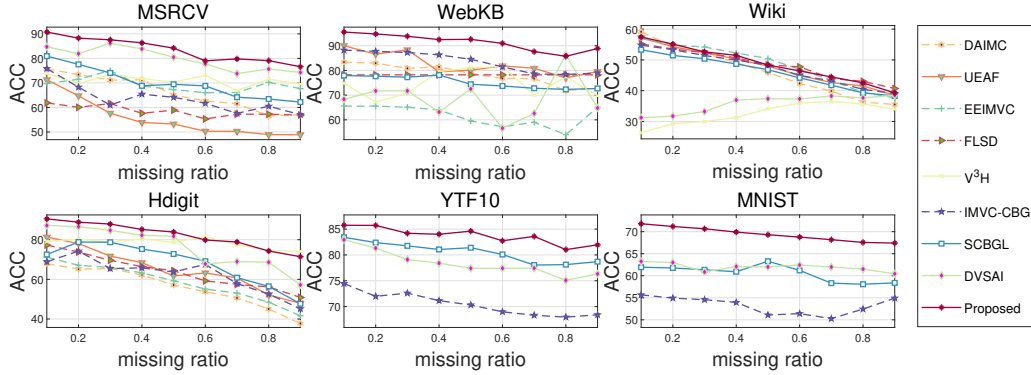 MSRCV
ACC
90
80
70
60
50
0.2 0.4 0.6 0.8
missing ratio
WebKB
ACC
90
80
70
60
0.2 0.4 0.6 0.8
missing ratio
Wiki
ACC
60
50
40
30
0.2 0.4 0.6 0.8
missing ratio
Hdigit
ACC
80
60
40
0.2 0.4 0.6 0.8
missing ratio
YTF10
ACC
85
80
75
70
0.2 0.4 0.6 0.8
missing ratio
MNIST
ACC
70
65
60
55
50
0.2 0.4 0.6 0.8
missing ratio
DAIMC
UEAF
EEIMVC
FLSD
V³H
IMVC-CBG
SCBGL
DVSAI
Proposed